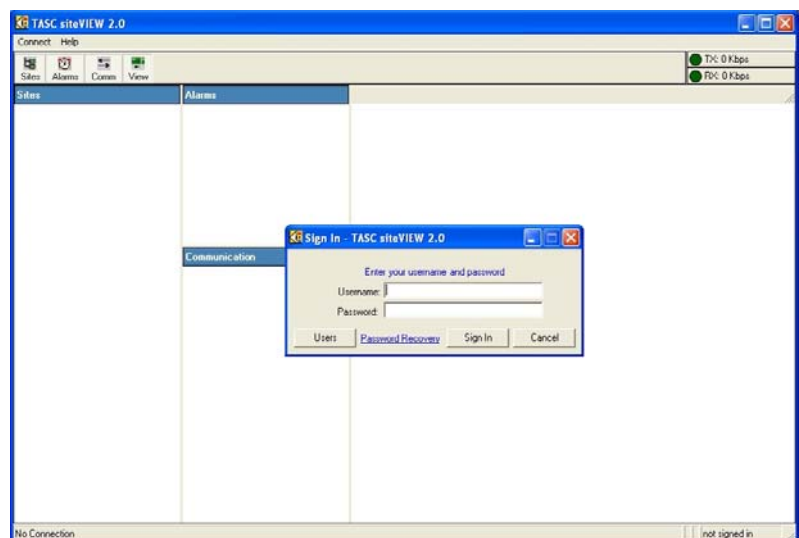 TASC siteVIEW 2.0
Connect Help
Sites Alarms Comm View
TX: 0 Kbps
RX: 0 Kbps
Sites
Alarms
Communication
Sign In - TASC siteVIEW 2.0
Enter your username and password
Username:
Password:
Users Password Recovery Sign In Cancel
No Connection
not signed in